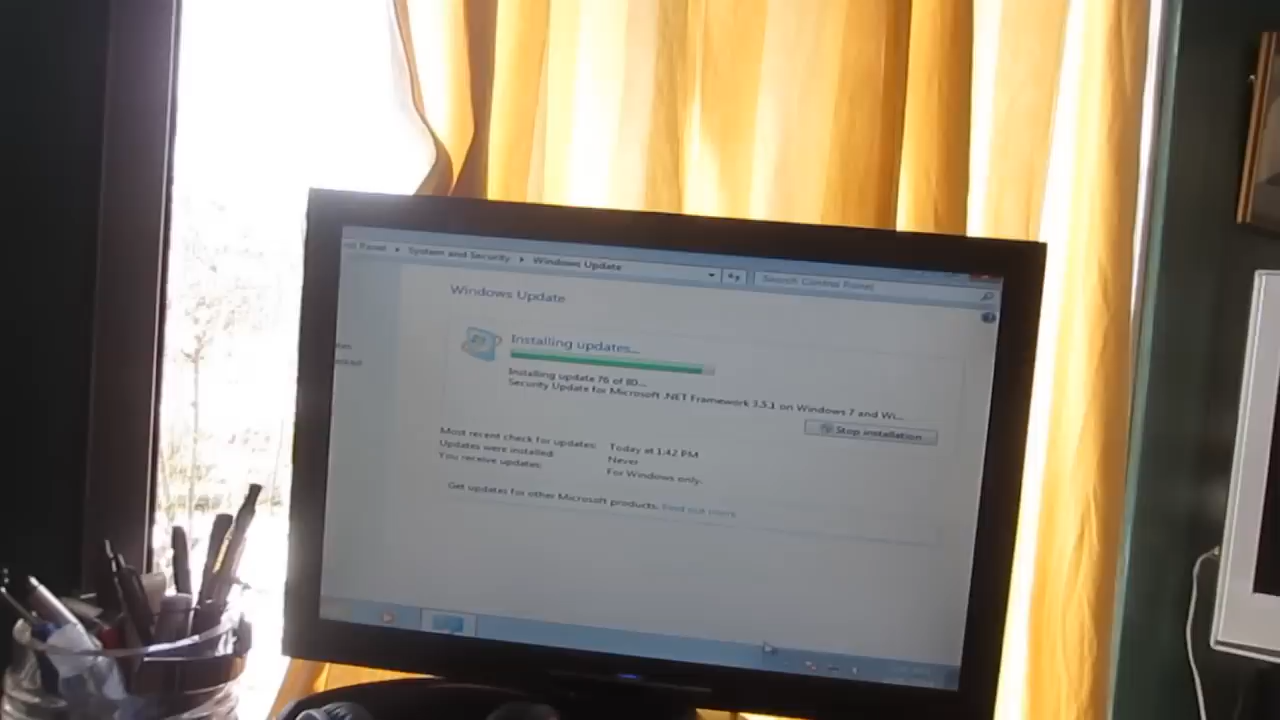 Panel ▸ System and Security ▸ Windows Update
Search Control Panel
Windows Update
Installing updates...
Installing update 76 of 80...
Security Update for Microsoft .NET Framework 3.5.1 on Windows 7 and Wi...
Stop installation
Most recent check for updates: Today at 1:42 PM
Updates were installed: Never
You receive updates: For Windows only.
Get updates for other Microsoft products. Find out more